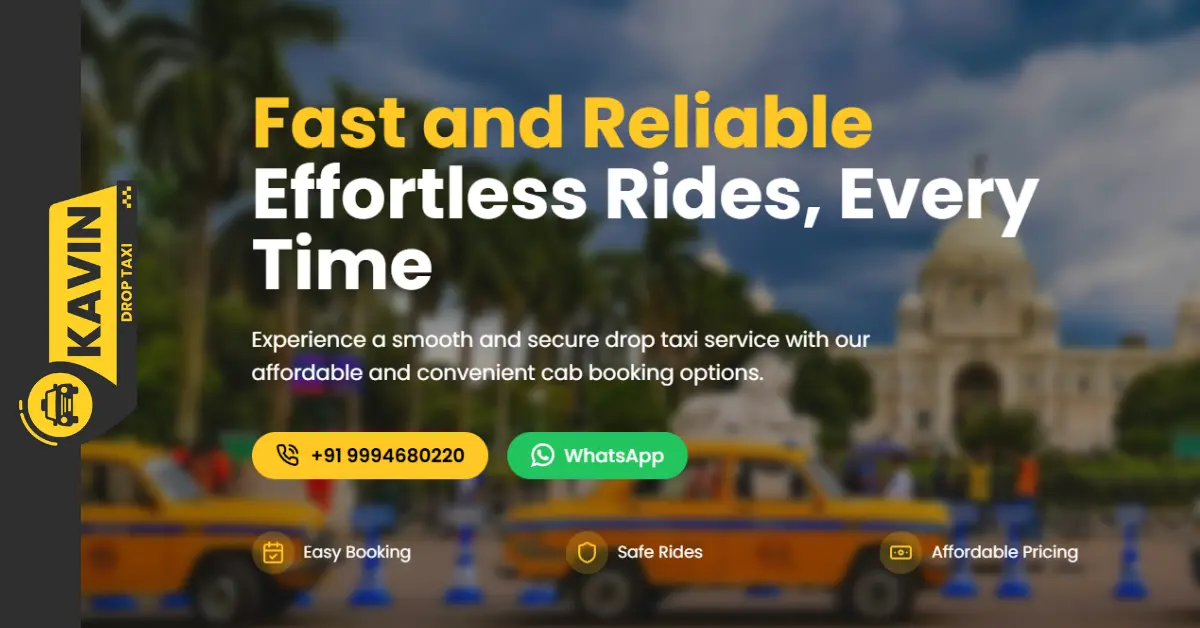 KAVIN
DROP TAXI
Fast and Reliable
Effortless Rides, Every
Time
Experience a smooth and secure drop taxi service with our
affordable and convenient cab booking options.
+91 9994680220
WhatsApp
Easy Booking
Safe Rides
Affordable Pricing